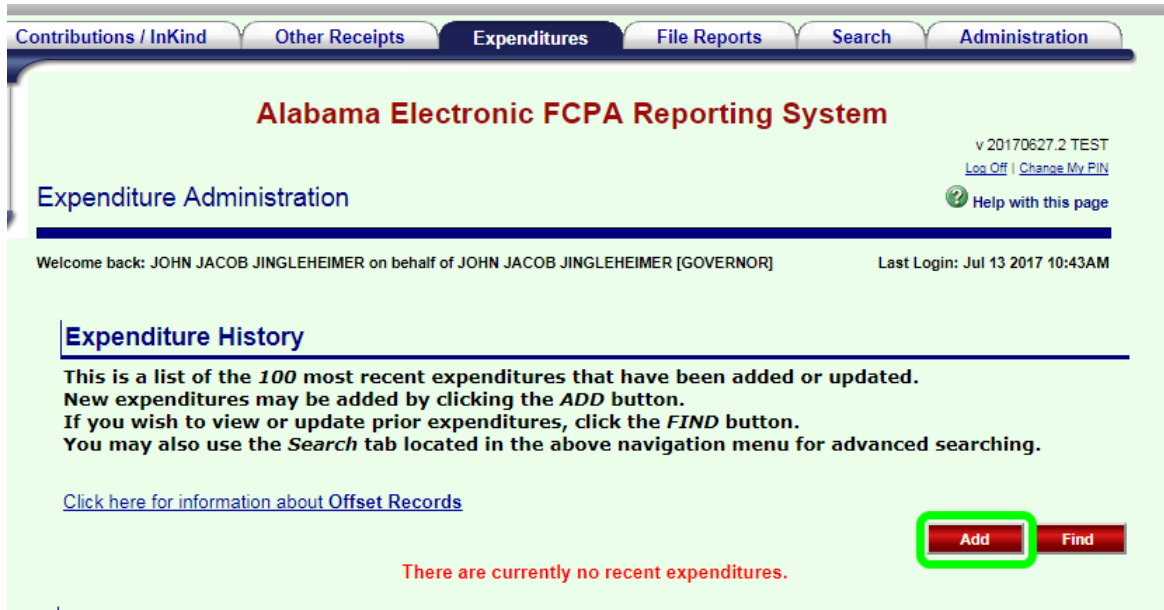 Contributions / InKind Other Receipts Expenditures File Reports Search Administration
Alabama Electronic FCPA Reporting System
v 20170627.2 TEST
Log Off | Change My PIN
Expenditure Administration
Help with this page
Welcome back: JOHN JACOB JINGLEHEIMER on behalf of JOHN JACOB JINGLEHEIMER [GOVERNOR] Last Login: Jul 13 2017 10:43AM
Expenditure History
This is a list of the 100 most recent expenditures that have been added or updated.
New expenditures may be added by clicking the ADD button.
If you wish to view or update prior expenditures, click the FIND button.
You may also use the Search tab located in the above navigation menu for advanced searching.
Click here for information about Offset Records
Add Find
There are currently no recent expenditures.